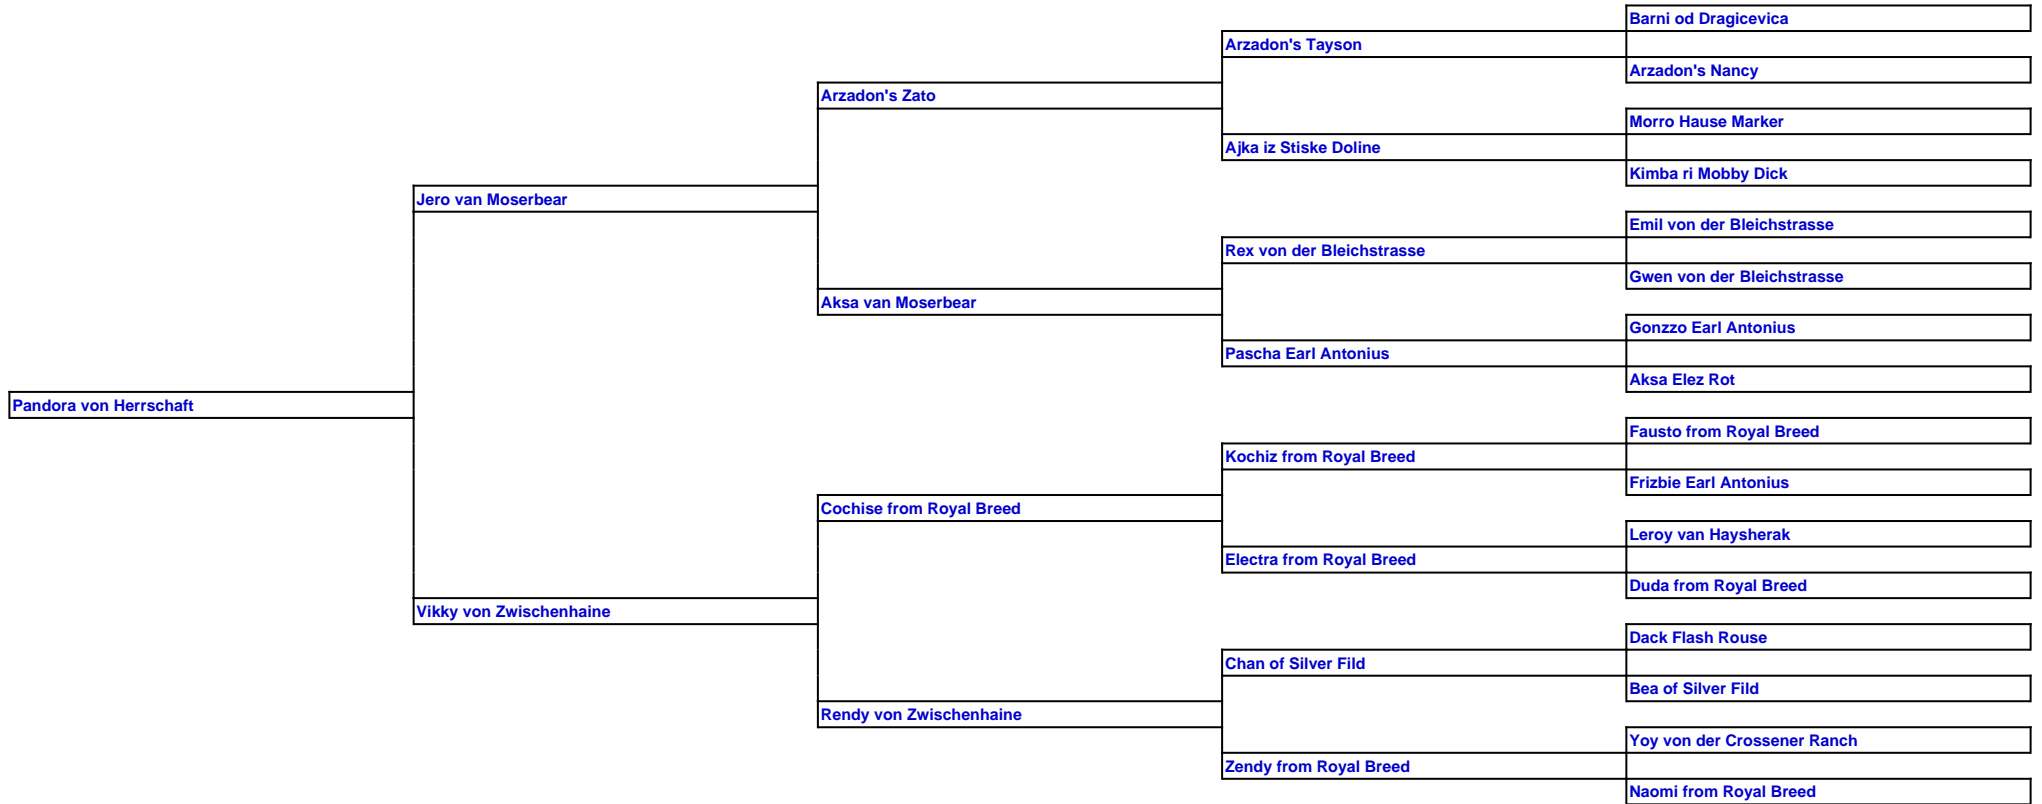 Barni od Dragicevica
Arzadon's Tayson
Arzadon's Nancy
Arzadon's Zato
Morro Hause Marker
Ajka iz Stiske Doline
Kimba ri Mobby Dick
Jero van Moserbear
Emil von der Bleichstrasse
Rex von der Bleichstrasse
Gwen von der Bleichstrasse
Aksa van Moserbear
Gonzzo Earl Antonius
Pascha Earl Antonius
Aksa Elez Rot
Pandora von Herrschaft
Fausto from Royal Breed
Kochiz from Royal Breed
Frizbie Earl Antonius
Cochise from Royal Breed
Leroy van Haysherak
Electra from Royal Breed
Duda from Royal Breed
Vikky von Zwischenhaine
Dack Flash Rouse
Chan of Silver Fild
Bea of Silver Fild
Rendy von Zwischenhaine
Yoy von der Crossener Ranch
Zendy from Royal Breed
Naomi from Royal Breed